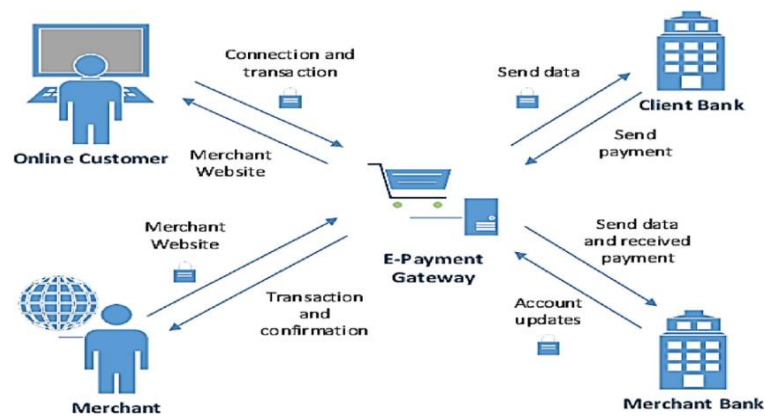 Connection and
transaction
Send data
Client Bank
Online Customer
Merchant
Website
Send
payment
Merchant
Website
E-Payment
Gateway
Send data
and received
payment
Transaction
and
confirmation
Account
updates
Merchant
Merchant Bank